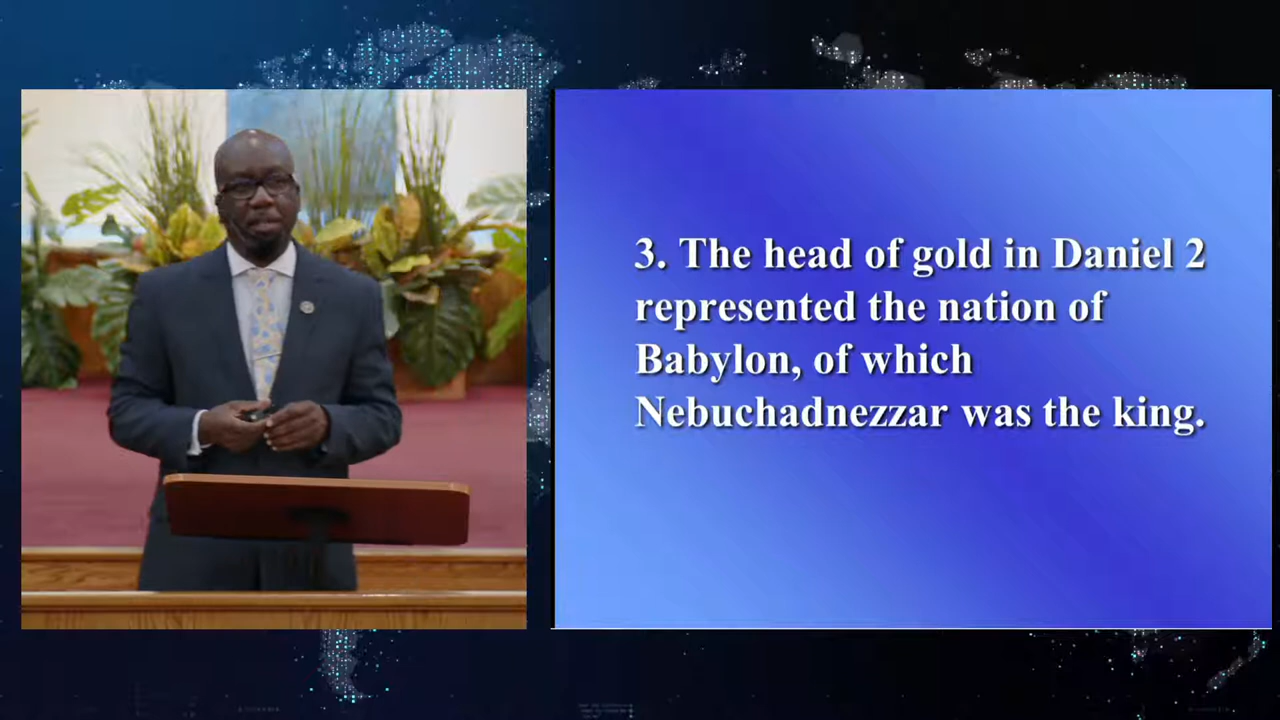 3. The head of gold in Daniel 2
represented the nation of
Babylon, of which
Nebuchadnezzar was the king.